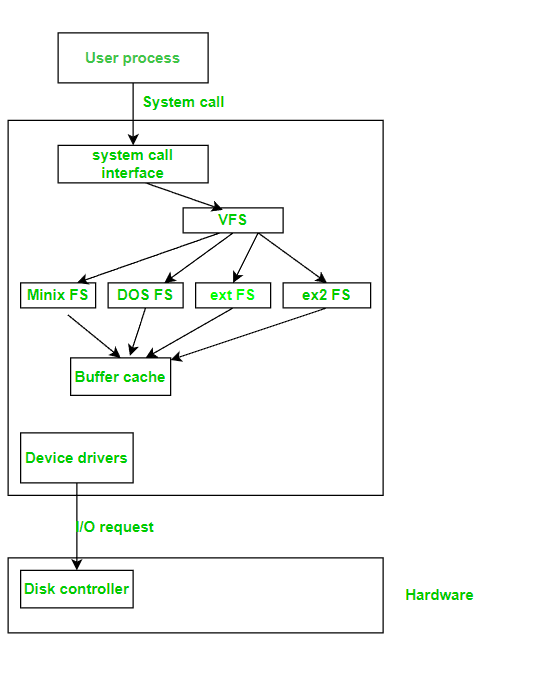 User process
System call
system call
interface
VFS
Minix FS
DOS FS
ext FS
ex2 FS
Buffer cache
Device drivers
I/O request
Disk controller
Hardware